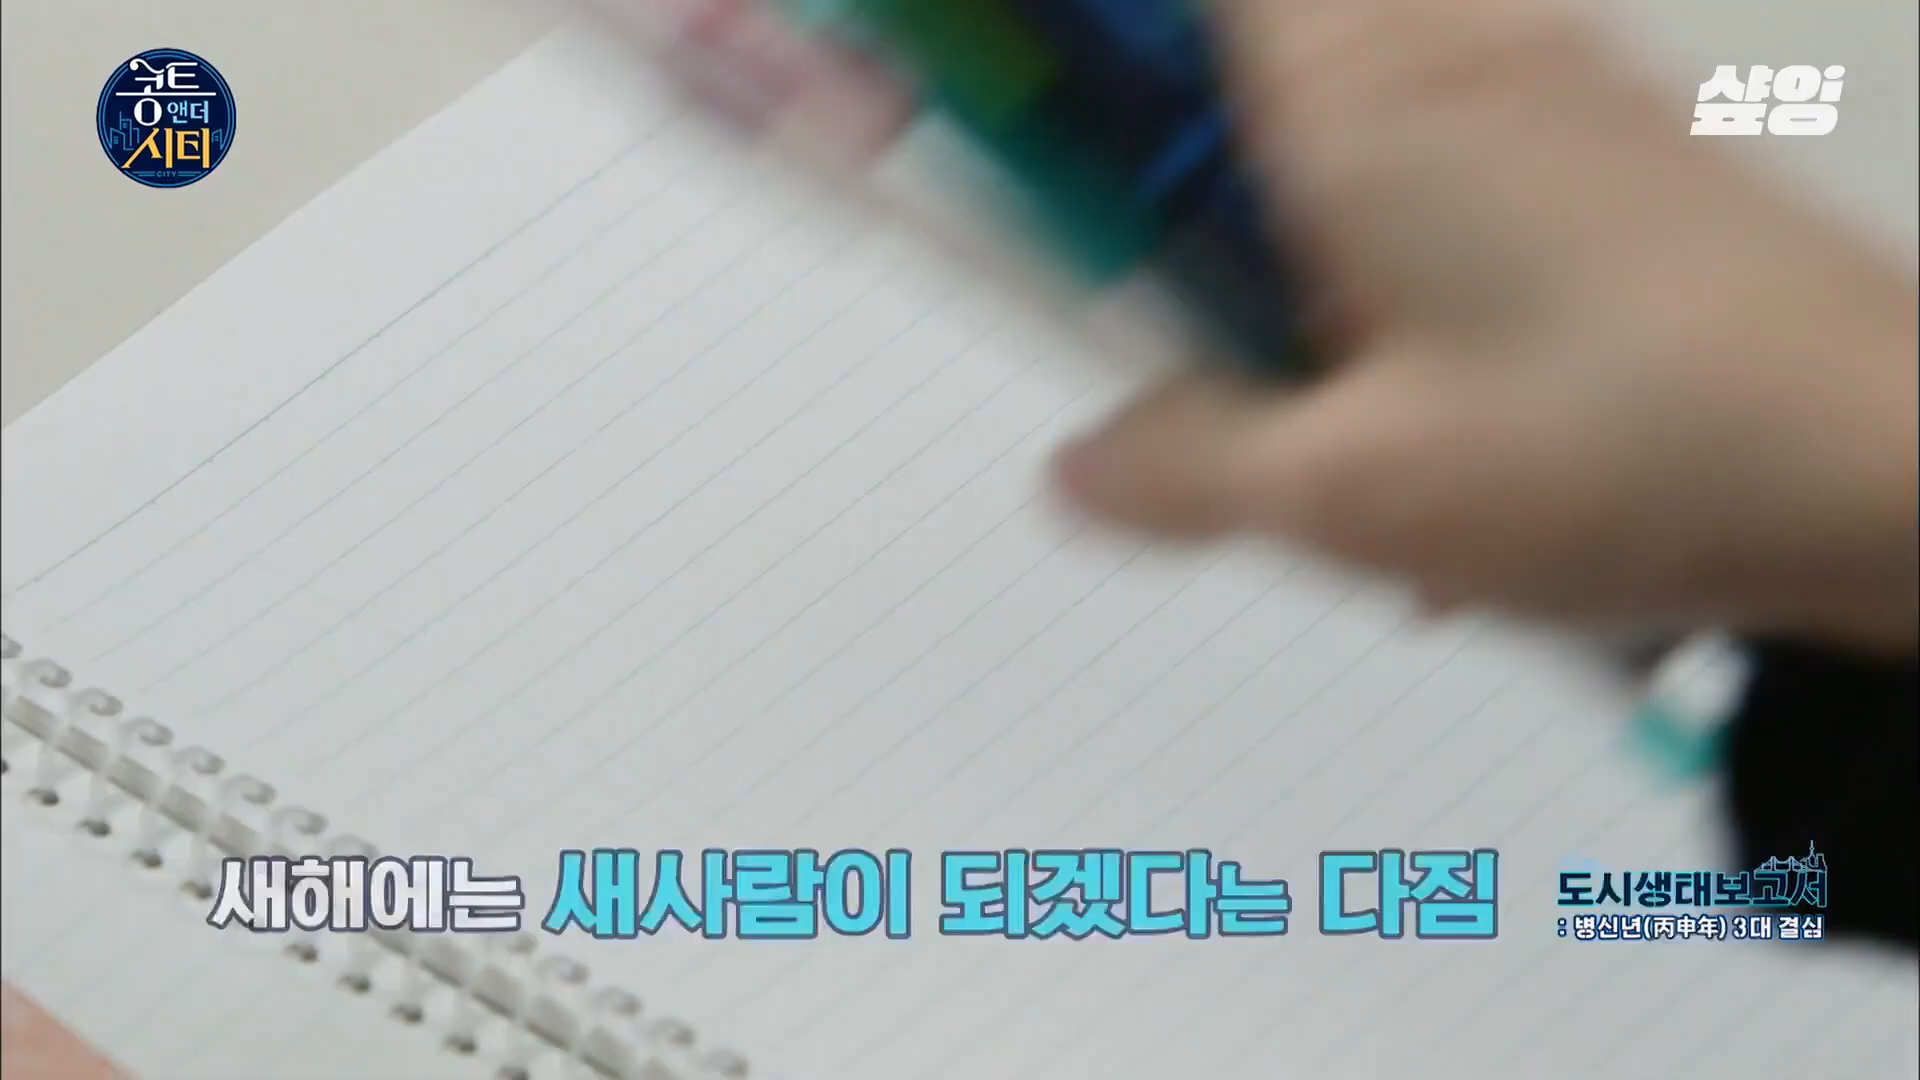 콩트
앤더
시티
CITY
샾잉
새해에는 새사람이 되겠다는 다짐
도시생태보고서
: 병신년(丙申年) 3대 결심